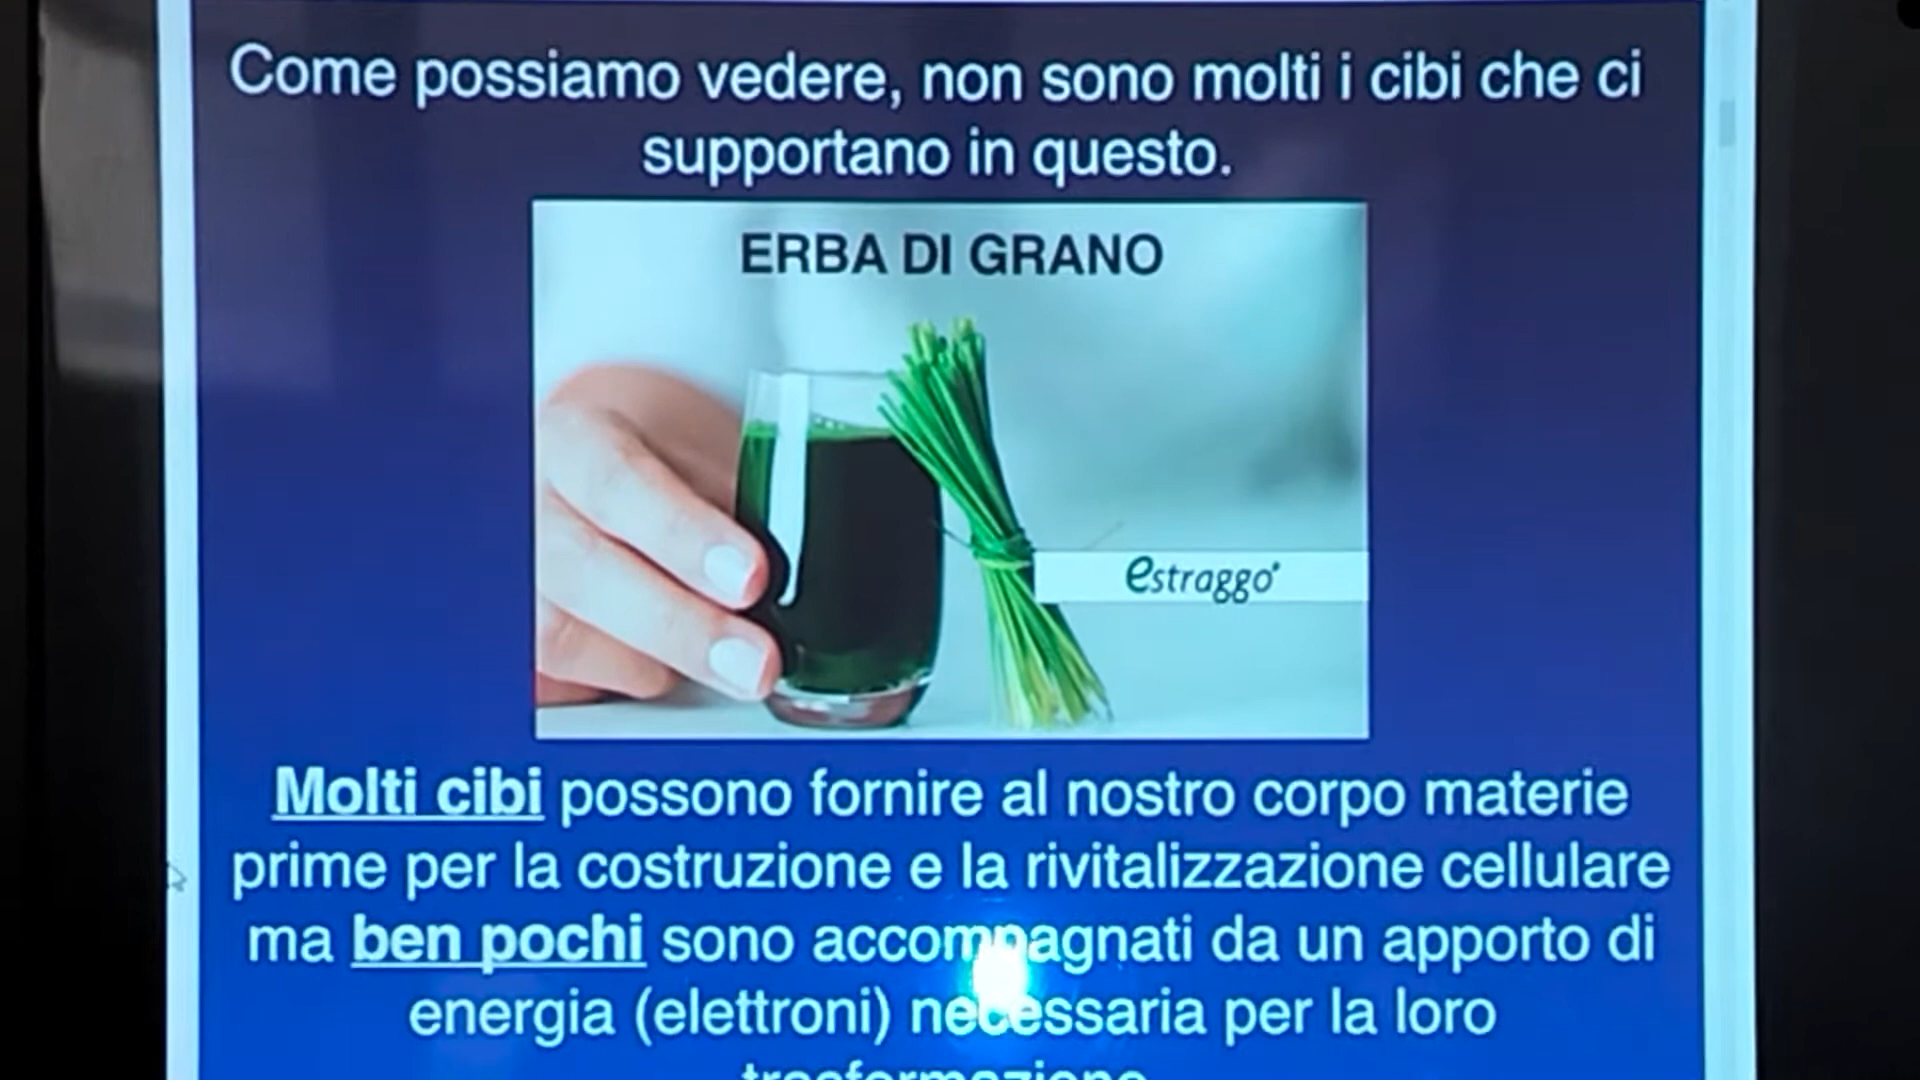 Come possiamo vedere, non sono molti i cibi che ci
supportano in questo.
ERBA DI GRANO
estraggo
Molti cibi possono fornire al nostro corpo materie
prime per la costruzione e la rivitalizzazione cellulare
ma ben pochi sono accompagnati da un apporto di
energia (elettroni) necessaria per la loro
trasformazione